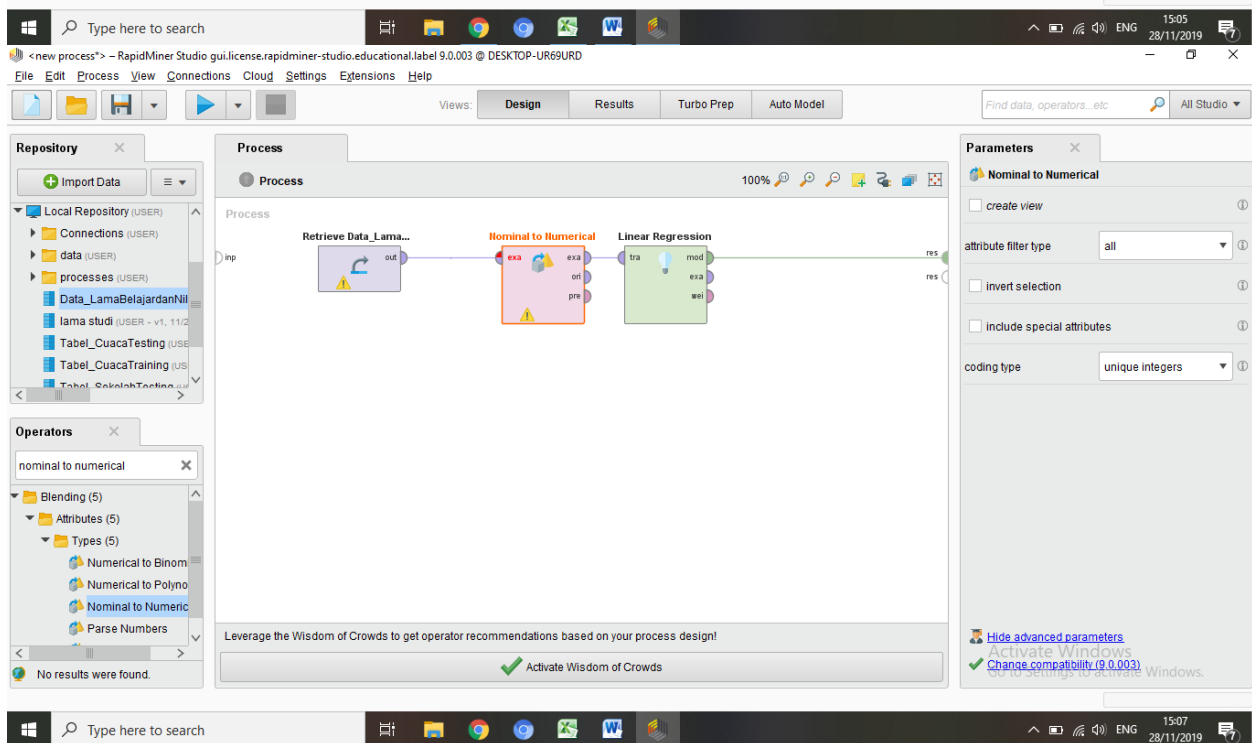 Type here to search
ENG
15:05
28/11/2019
<new process*> – RapidMiner Studio gui.license.rapidminer-studio.educational.label 9.0.003 @ DESKTOP-UR69URD
File Edit Process View Connections Cloud Settings Extensions Help
Views: Design Results Turbo Prep Auto Model
Find data, operators...etc
All Studio
Repository
Import Data
Local Repository (USER)
Connections (USER)
data (USER)
processes (USER)
Data_LamaBelajardanNil
lama studi (USER - v1, 11/2
Tabel_CuacaTesting (USE
Tabel_CuacaTraining (US
Tabel_SekolahTesting
Operators
nominal to numerical
Blending (5)
Attributes (5)
Types (5)
Numerical to Binom
Numerical to Polyno
Nominal to Numeric
Parse Numbers
No results were found.
Process
Process
100%
Process
Retrieve Data_Lama...
Nominal to Numerical
Linear Regression
inp
out
exa
exa
ori
pre
tra
mod
exa
wei
res
res
Leverage the Wisdom of Crowds to get operator recommendations based on your process design!
Activate Wisdom of Crowds
Parameters
Nominal to Numerical
create view
attribute filter type
all
invert selection
include special attributes
coding type
unique integers
Hide advanced parameters
Change compatibility (9.0.003)
Activate Windows
Go to Settings to activate Windows.
Type here to search
ENG
15:07
28/11/2019